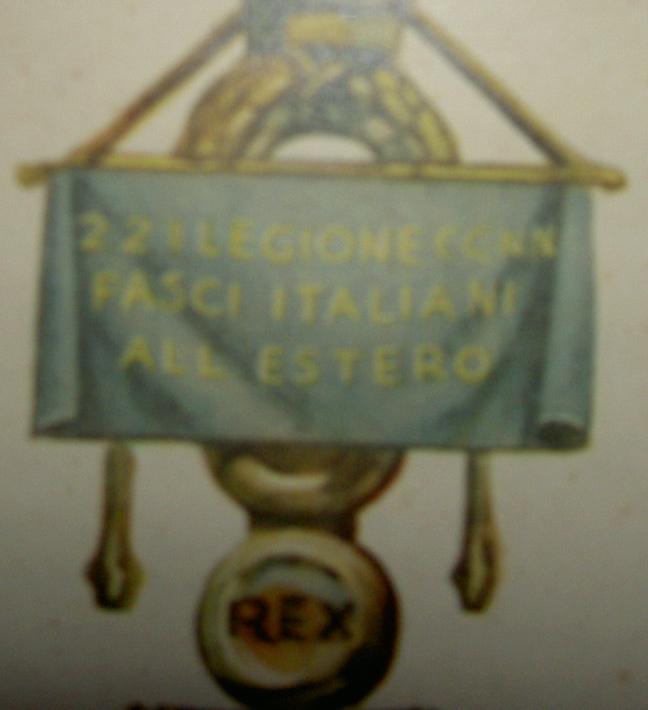 221 LEGIONE CCNN
FASCI ITALIANI
ALL ESTERO
REX